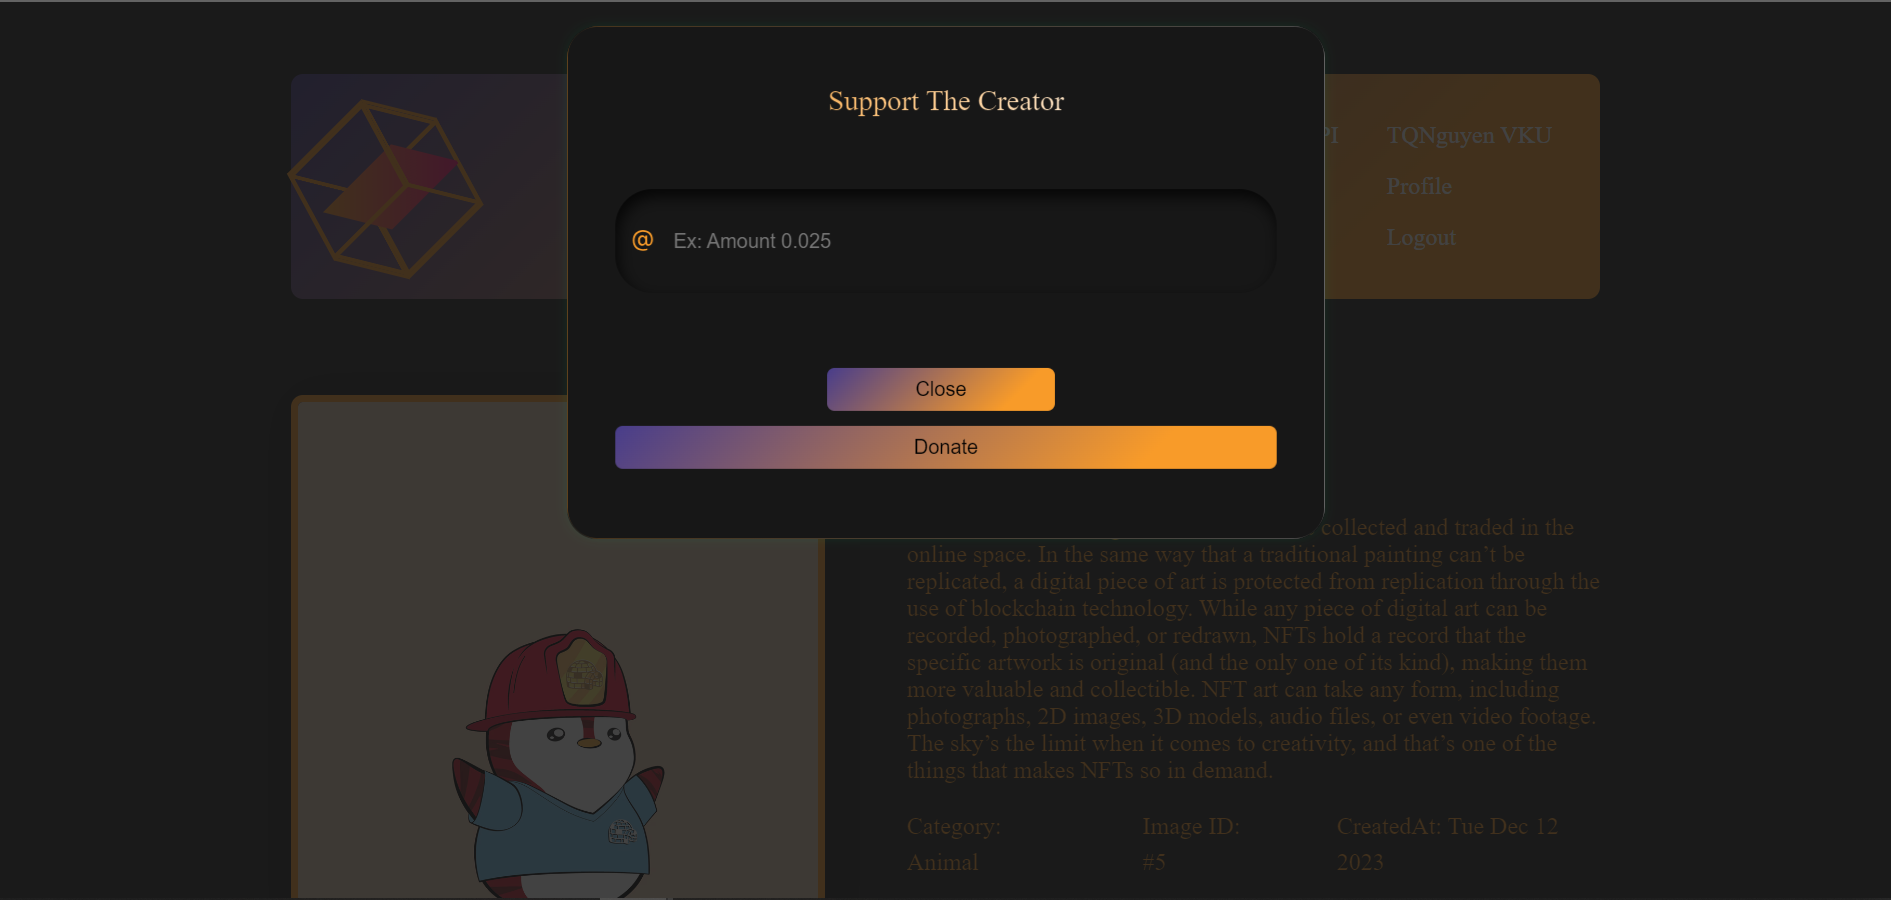 Support The Creator
PI
TQNguyen VKU
Profile
Logout
@ Ex: Amount 0.025
Close
Donate
collected and traded in the
online space. In the same way that a traditional painting can’t be
replicated, a digital piece of art is protected from replication through the
use of blockchain technology. While any piece of digital art can be
recorded, photographed, or redrawn, NFTs hold a record that the
specific artwork is original (and the only one of its kind), making them
more valuable and collectible. NFT art can take any form, including
photographs, 2D images, 3D models, audio files, or even video footage.
The sky’s the limit when it comes to creativity, and that’s one of the
things that makes NFTs so in demand.
Category:
Animal
Image ID:
#5
CreatedAt: Tue Dec 12
2023